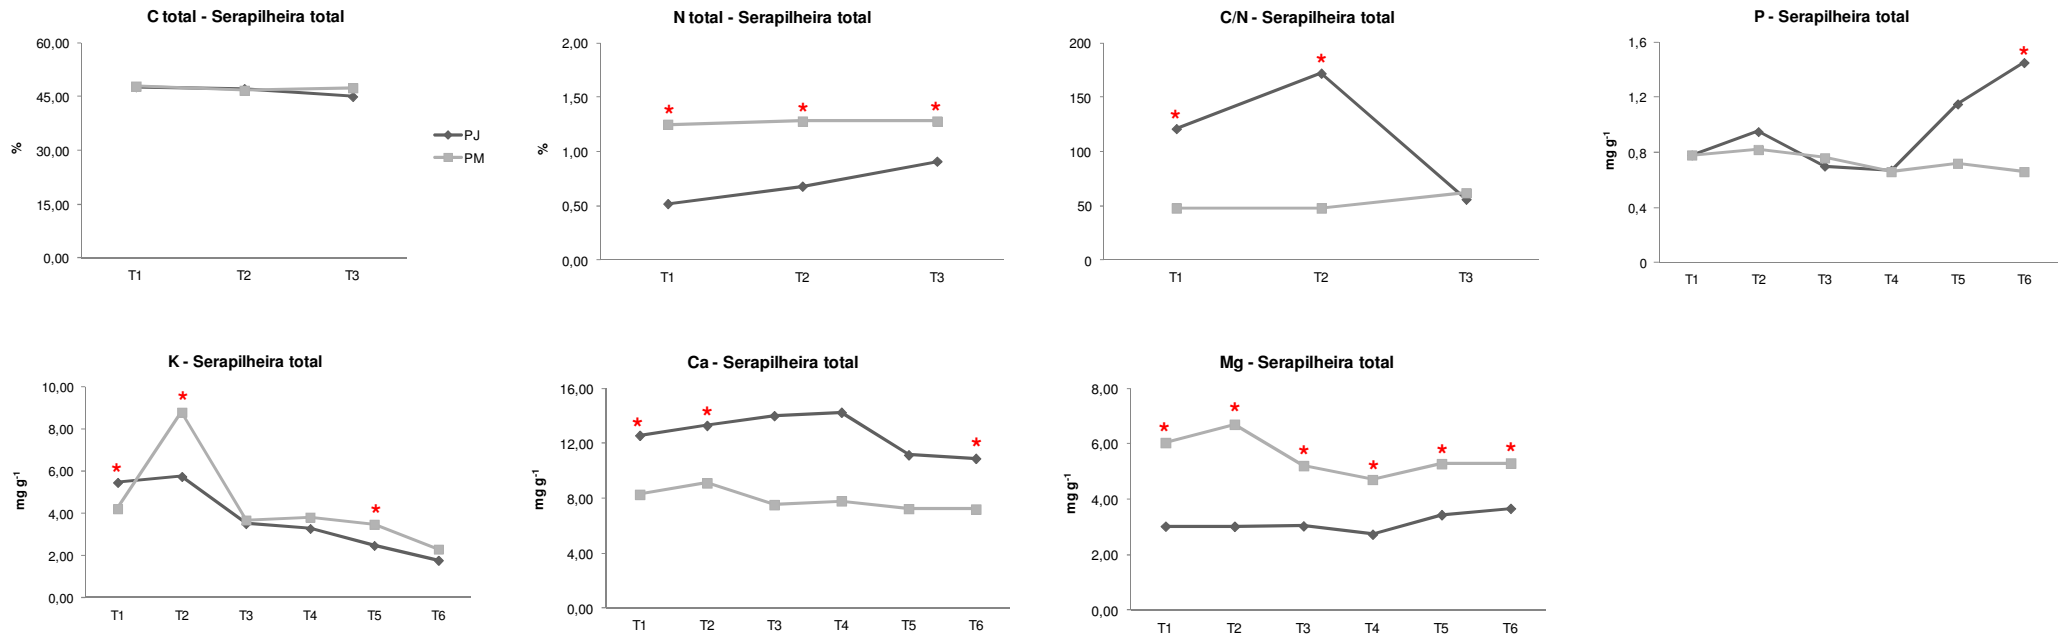 C total - Serapilheira total
60,00
45,00
30,00
15,00
0,00
%
T1 T2 T3
PJ
PM
N total - Serapilheira total
2,00
1,50
1,00
0,50
0,00
%
* * *
T1 T2 T3
C/N - Serapilheira total
200
150
100
50
0
* *
T1 T2 T3
P - Serapilheira total
1,6
1,2
0,8
0,4
0
mg g-1
*
T1 T2 T3 T4 T5 T6
K - Serapilheira total
10,00
8,00
6,00
4,00
2,00
0,00
mg g-1
* * *
T1 T2 T3 T4 T5 T6
Ca - Serapilheira total
16,00
12,00
8,00
4,00
0,00
mg g-1
* * *
T1 T2 T3 T4 T5 T6
Mg - Serapilheira total
8,00
6,00
4,00
2,00
0,00
mg g-1
* * * * * *
T1 T2 T3 T4 T5 T6